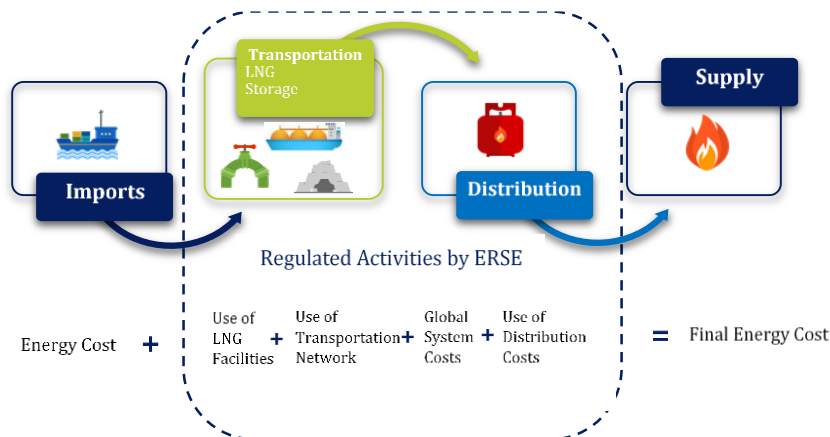 Transportation
LNG
Storage
Supply
Imports
Distribution
Regulated Activities by ERSE
Energy Cost
+
Use of
LNG
Facilities
+
Use of
Transportation
Network
+
Global
System
Costs
+
Use of
Distribution
Costs
=
Final Energy Cost